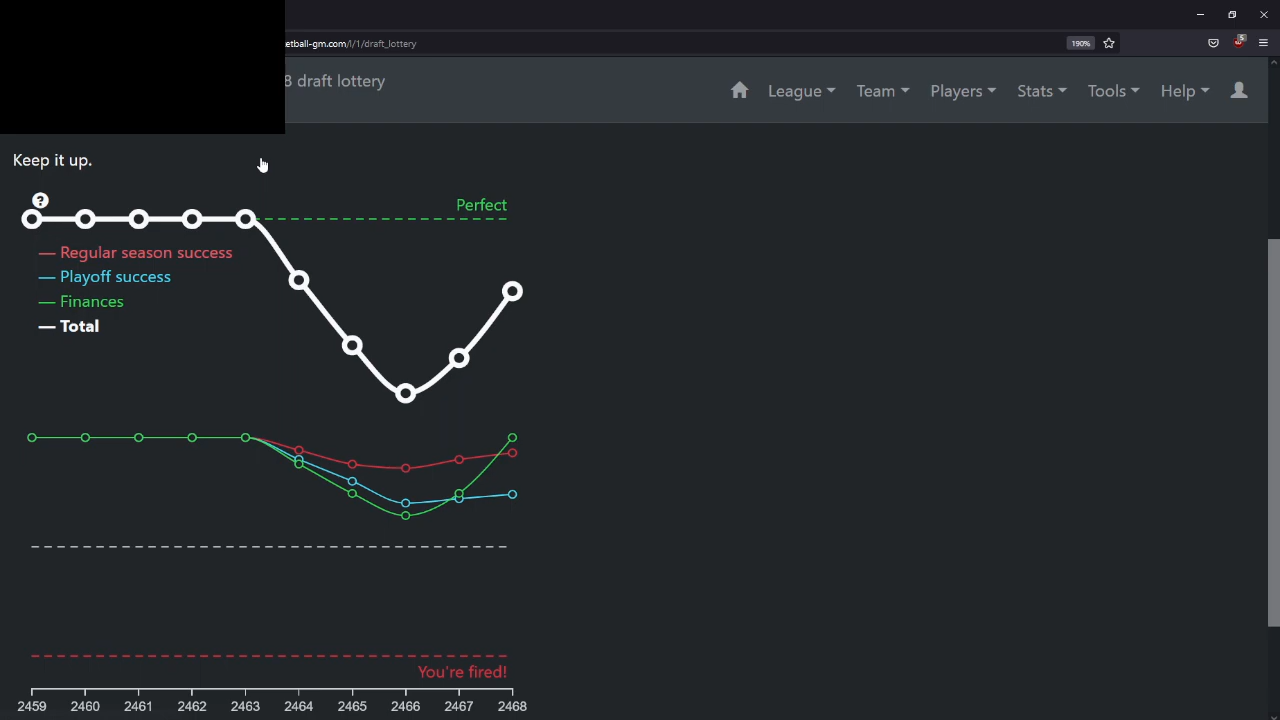 etball-gm.com/l/1/draft_lottery
190%
5
8 draft lottery
League
Team
Players
Stats
Tools
Help
Keep it up.
?
Perfect
— Regular season success
— Playoff success
— Finances
— Total
You're fired!
2459 2460 2461 2462 2463 2464 2465 2466 2467 2468